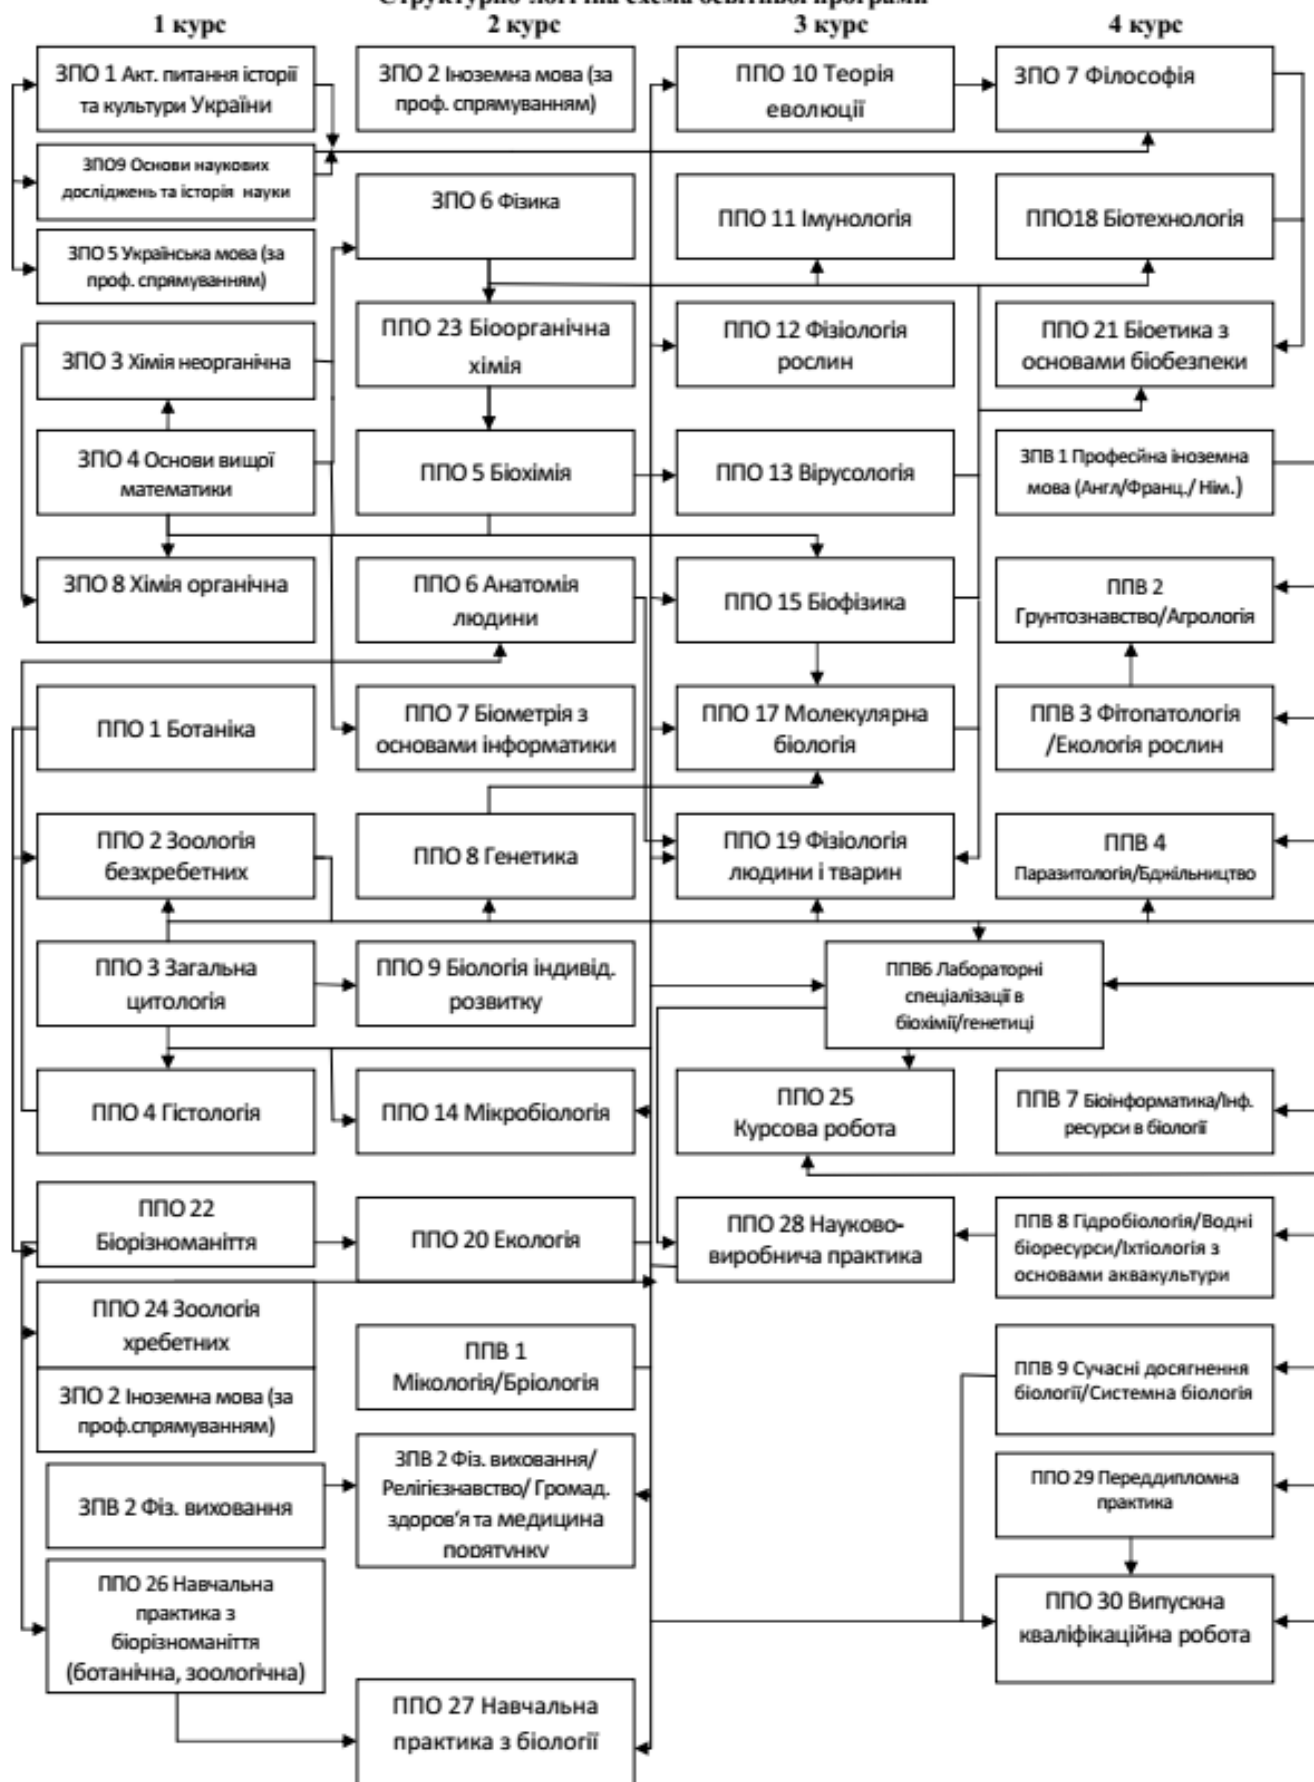 Структурно-логічна схема освітньої програми
1 курс
2 курс
3 курс
4 курс
ЗПО 1 Акт. питання історії
та культури України
ЗПО9 Основи наукових
досліджень та історія науки
ЗПО 5 Українська мова (за
проф. спрямуванням)
ЗПО 3 Хімія неорганічна
ЗПО 4 Основи вищої
математики
ЗПО 8 Хімія органічна
ППО 1 Ботаніка
ППО 2 Зоологія
безхребетних
ППО 3 Загальна
цитологія
ППО 4 Гістологія
ППО 22
Біорізноманіття
ППО 24 Зоологія
хребетних
ЗПО 2 Іноземна мова (за
проф.спрямуванням)
ЗПВ 2 Фіз. виховання
ППО 26 Навчальна
практика з
біорізноманіття
(ботанічна, зоологічна)
ЗПО 2 Іноземна мова (за
проф. спрямуванням)
ЗПО 6 Фізика
ППО 23 Біоорганічна
хімія
ППО 5 Біохімія
ППО 6 Анатомія
людини
ППО 7 Біометрія з
основами інформатики
ППО 8 Генетика
ППО 9 Біологія індивід.
розвитку
ППО 14 Мікробіологія
ППО 20 Екологія
ППВ 1
Мікологія/Бріологія
ЗПВ 2 Фіз. виховання/
Релігієзнавство/ Громад.
здоров'я та медицина
порятунку
ППО 27 Навчальна
практика з біології
ППО 10 Теорія
еволюції
ППО 11 Імунологія
ППО 12 Фізіологія
рослин
ППО 13 Вірусологія
ППО 15 Біофізика
ППО 17 Молекулярна
біологія
ППО 19 Фізіологія
людини і тварин
ППВ6 Лабораторні
спеціалізації в
біохімії/генетиці
ППО 25
Курсова робота
ППО 28 Науково-
виробнича практика
ЗПО 7 Філософія
ППО18 Біотехнологія
ППО 21 Біоетика з
основами біобезпеки
ЗПВ 1 Професійна іноземна
мова (Англ/Франц./ Нім.)
ППВ 2
Грунтознавство/Агрологія
ППВ 3 Фітопатологія
/Екологія рослин
ППВ 4
Паразитологія/Бджільництво
ППВ 7 Біоінформатика/Інф.
ресурси в біології
ППВ 8 Гідробіологія/Водні
біоресурси/Іхтіологія з
основами аквакультури
ППВ 9 Сучасні досягнення
біології/Системна біологія
ППО 29 Переддипломна
практика
ППО 30 Випускна
кваліфікаційна робота